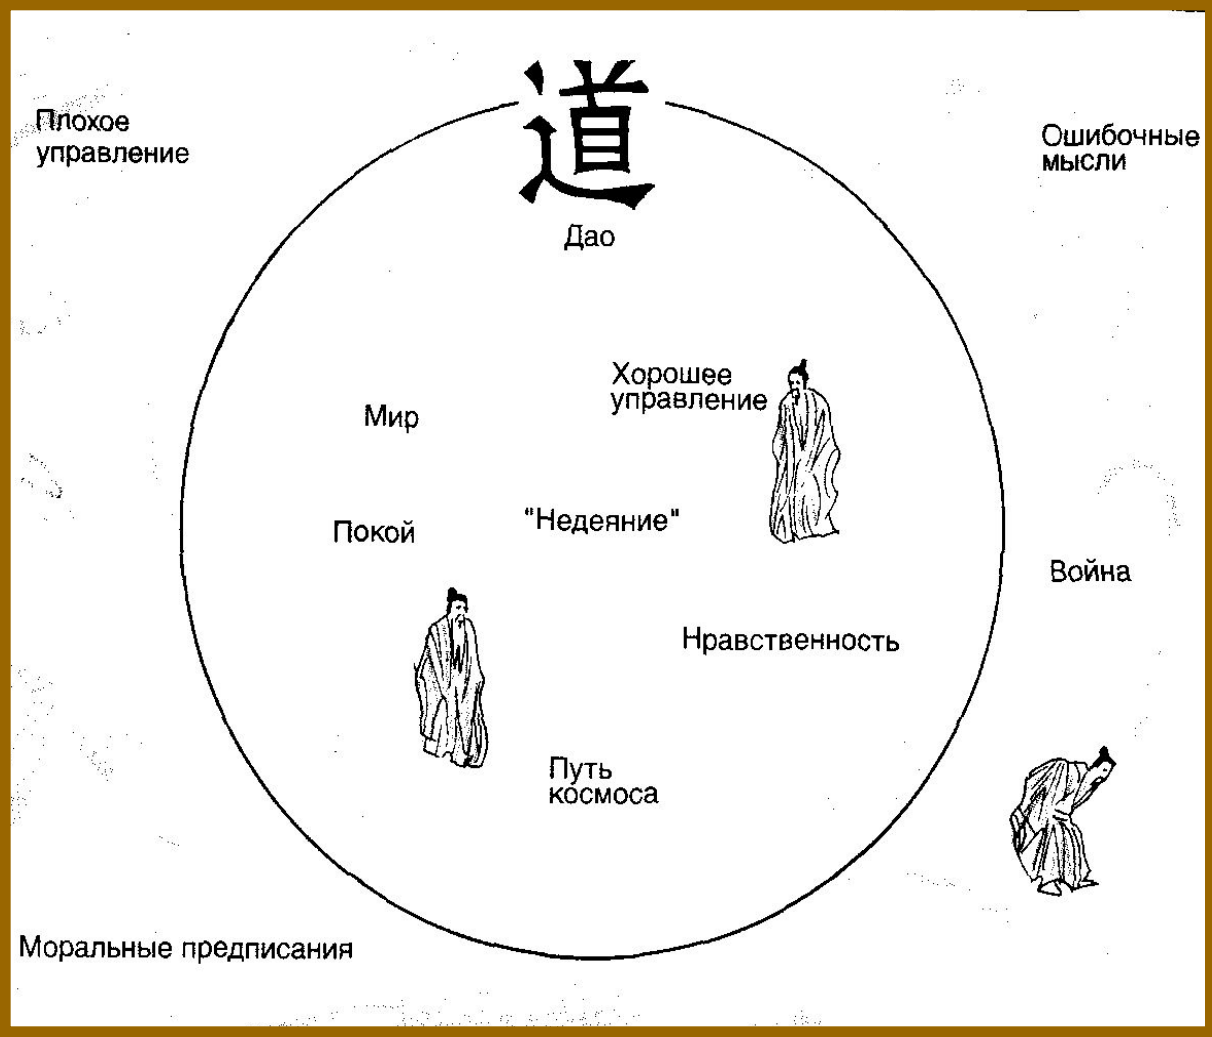 道
Плохое
управление
Ошибочные
мысли
Дао
Хорошее
управление
Мир
"Недеяние"
Покой
Война
Нравственность
Путь
космоса
Моральные предписания